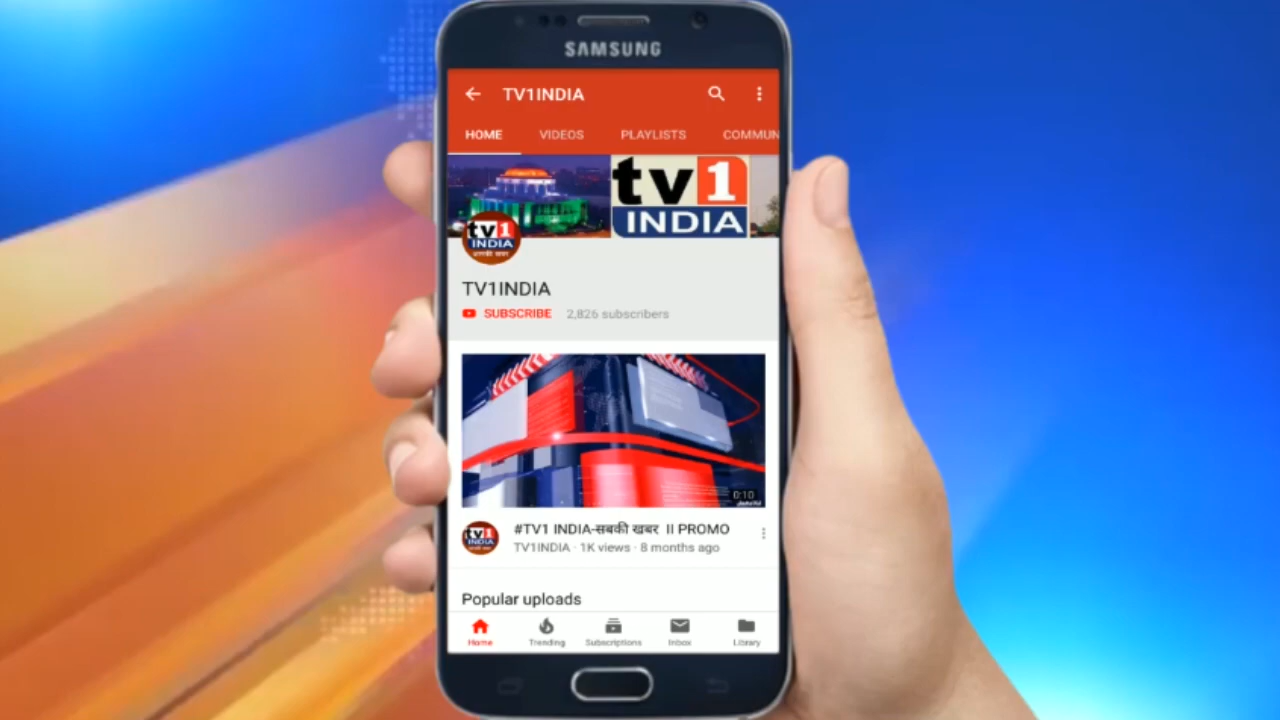 SAMSUNG
TV1INDIA
HOME VIDEOS PLAYLISTS COMMUN
tv1
INDIA
tv1
INDIA
TV1INDIA
SUBSCRIBE 2,826 subscribers
0:10
#TV1 INDIA-सबकी खबर II PROMO
TV1INDIA · 1K views · 8 months ago
tv1
INDIA
Popular uploads
Home Trending Subscriptions Inbox Library